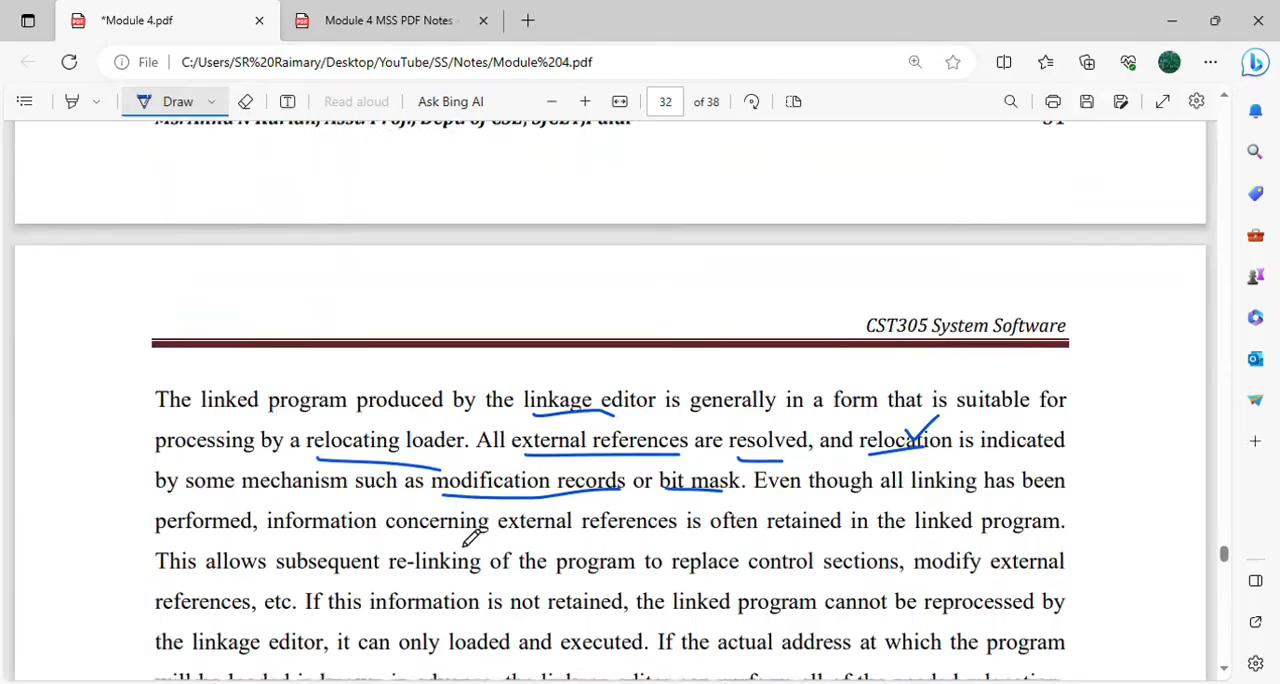 *Module 4.pdf
Module 4 MSS PDF Notes
File
C:/Users/SR%20Raimary/Desktop/YouTube/SS/Notes/Module%204.pdf
Draw
Read aloud
Ask Bing AI
32 of 38
CST305 System Software
The linked program produced by the linkage editor is generally in a form that is suitable for
processing by a relocating loader. All external references are resolved, and relocation is indicated
by some mechanism such as modification records or bit mask. Even though all linking has been
performed, information concerning external references is often retained in the linked program.
This allows subsequent re-linking of the program to replace control sections, modify external
references, etc. If this information is not retained, the linked program cannot be reprocessed by
the linkage editor, it can only loaded and executed. If the actual address at which the program